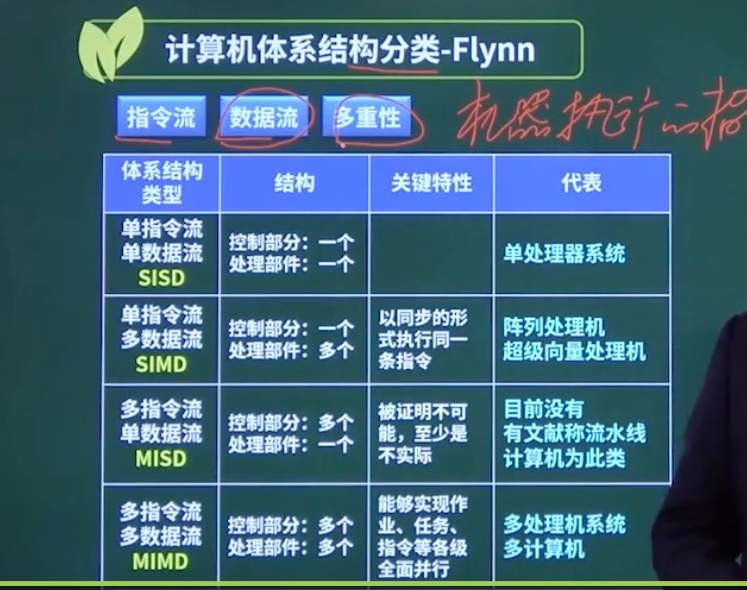 计算机体系结构分类-Flynn
指令流 数据流 多重性 机器执行的指
体系结构
类型
结构
关键特性
代表
单指令流
单数据流
SISD
控制部分：一个
处理部件：一个
单处理器系统
单指令流
多数据流
SIMD
控制部分：一个
处理部件：多个
以同步的形
式执行同一
条指令
阵列处理机
超级向量处理机
多指令流
单数据流
MISD
控制部分：多个
处理部件：一个
被证明不可
能，至少是
不实际
目前没有
有文献称流水线
计算机为此类
多指令流
多数据流
MIMD
控制部分：多个
处理部件：多个
能够实现作
业、任务、
指令等各级
全面并行
多处理机系统
多计算机